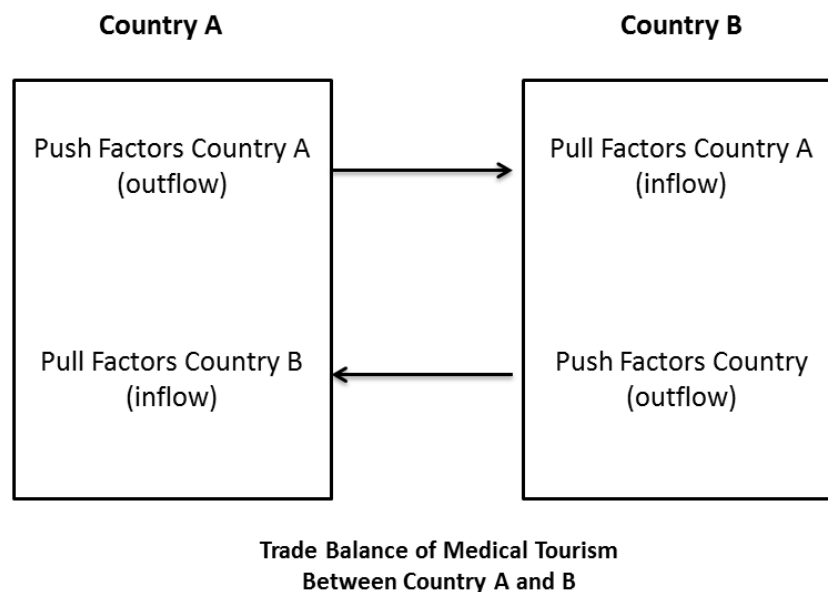 Country A
Country B
Push Factors Country A
(outflow)
Pull Factors Country A
(inflow)
Pull Factors Country B
(inflow)
Push Factors Country
(outflow)
Trade Balance of Medical Tourism
Between Country A and B